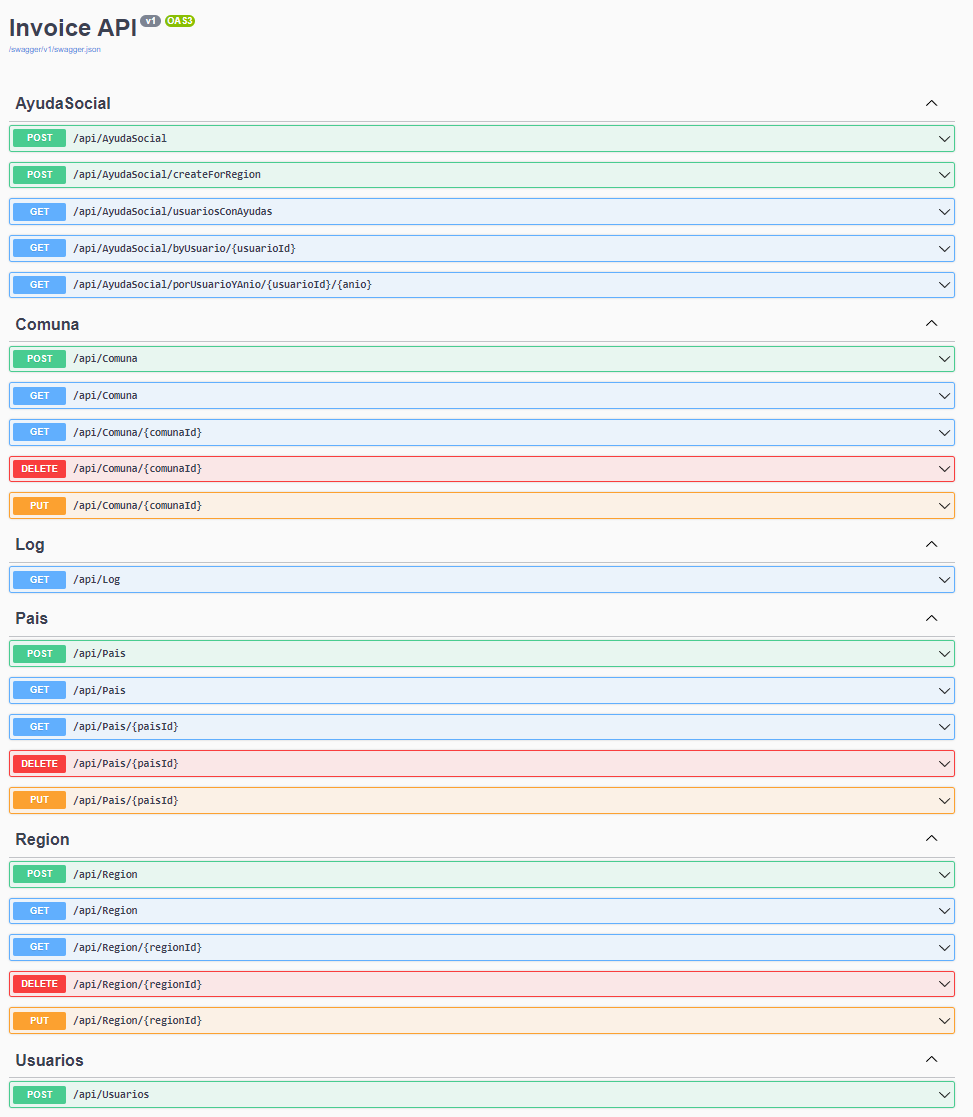 Invoice API v1 OAS3
/swagger/v1/swagger.json
AyudaSocial
POST /api/AyudaSocial
POST /api/AyudaSocial/createForRegion
GET /api/AyudaSocial/usuariosConAyudas
GET /api/AyudaSocial/byUsuario/{usuarioId}
GET /api/AyudaSocial/porUsuarioYAnio/{usuarioId}/{anio}
Comuna
POST /api/Comuna
GET /api/Comuna
GET /api/Comuna/{comunaId}
DELETE /api/Comuna/{comunaId}
PUT /api/Comuna/{comunaId}
Log
GET /api/Log
Pais
POST /api/Pais
GET /api/Pais
GET /api/Pais/{paisId}
DELETE /api/Pais/{paisId}
PUT /api/Pais/{paisId}
Region
POST /api/Region
GET /api/Region
GET /api/Region/{regionId}
DELETE /api/Region/{regionId}
PUT /api/Region/{regionId}
Usuarios
POST /api/Usuarios